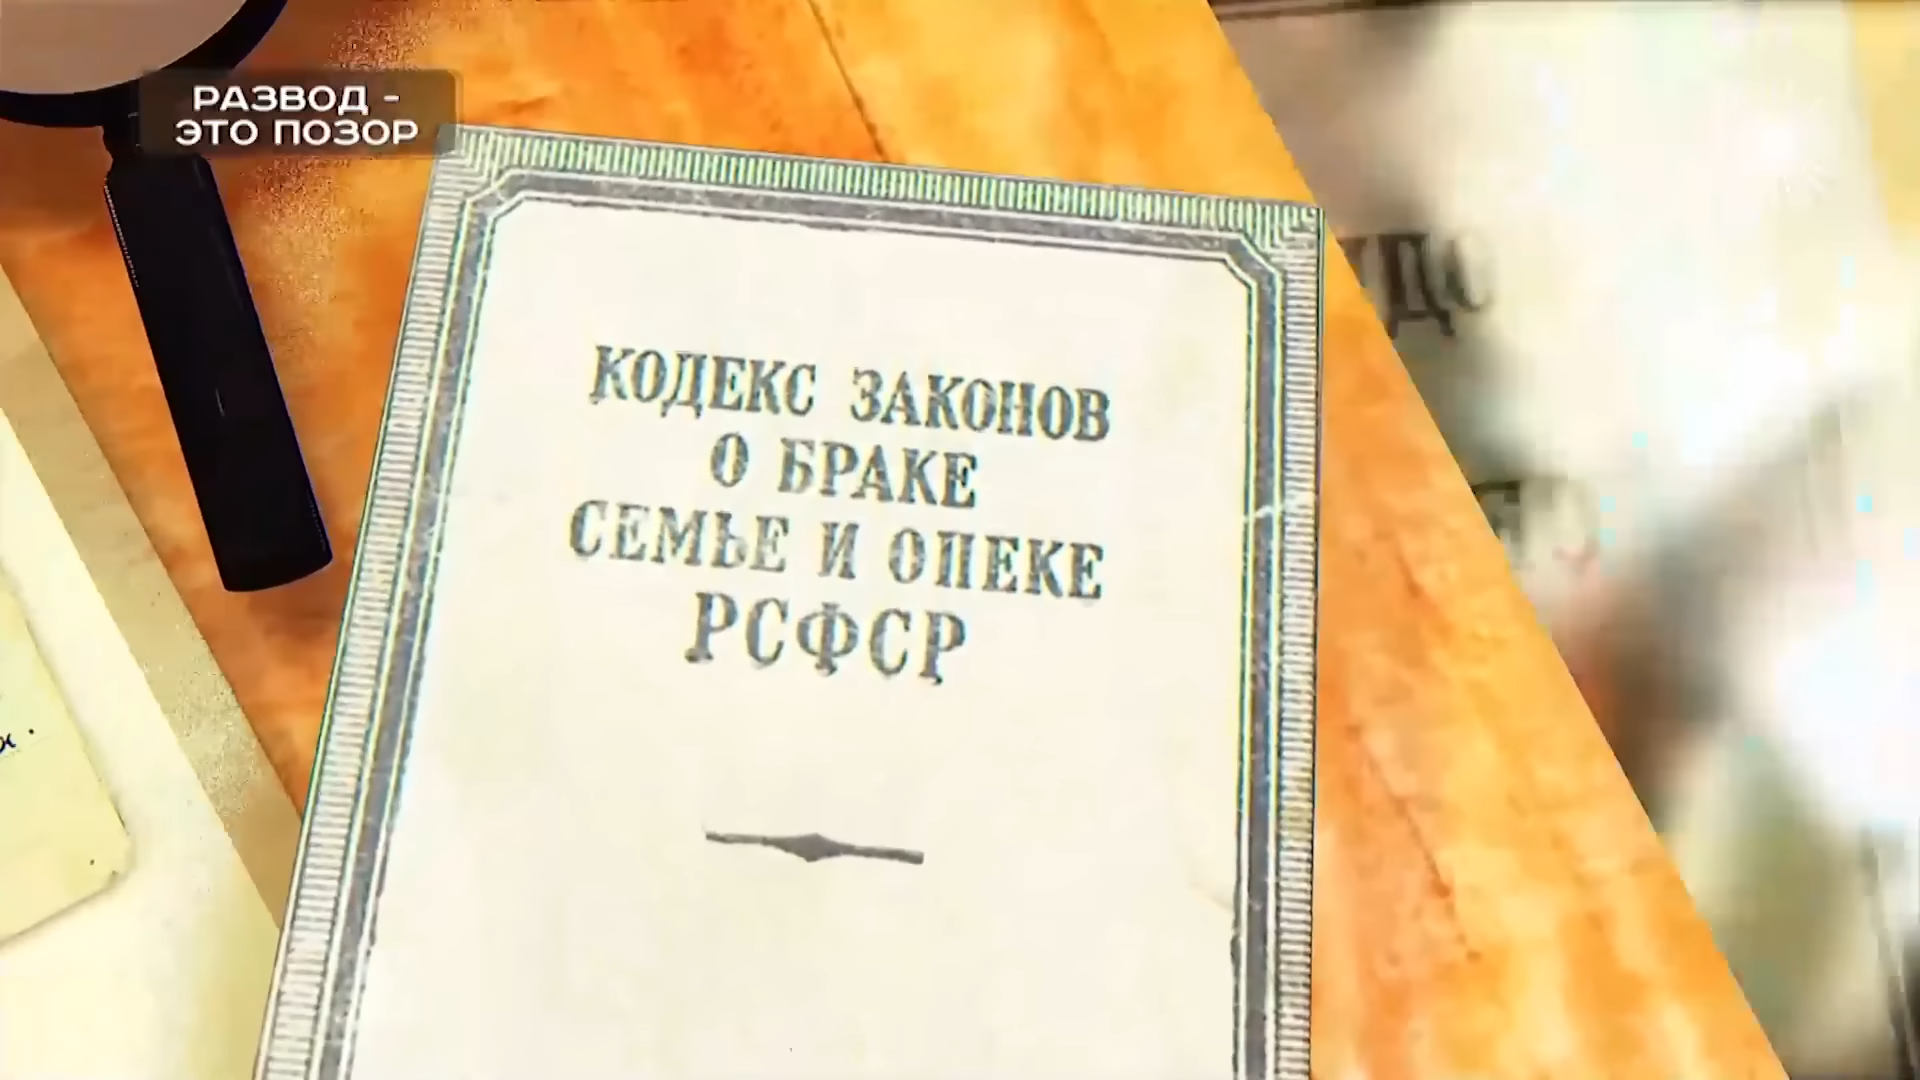 РАЗВОД -
ЭТО ПОЗОР
КОДЕКС ЗАКОНОВ
О БРАКЕ
СЕМЬЕ И ОПЕКЕ
РСФСР